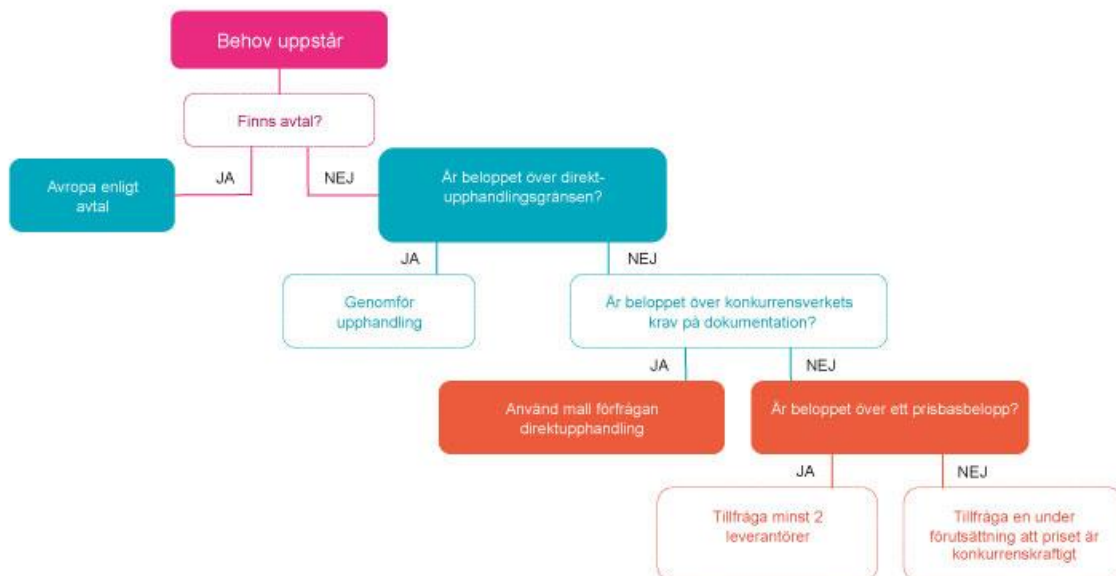 Behov uppstår
Finns avtal?
JA
NEJ
Avropa enligt
avtal
Är beloppet över direkt-
upphandlingsgränsen?
JA
NEJ
Genomför
upphandling
Är beloppet över konkurrensverkets
krav på dokumentation?
JA
NEJ
Använd mall förfrågan
direktupphandling
Är beloppet över ett prisbasbelopp?
JA
NEJ
Tillfråga minst 2
leverantörer
Tillfråga en under
förutsättning att priset är
konkurrenskraftigt